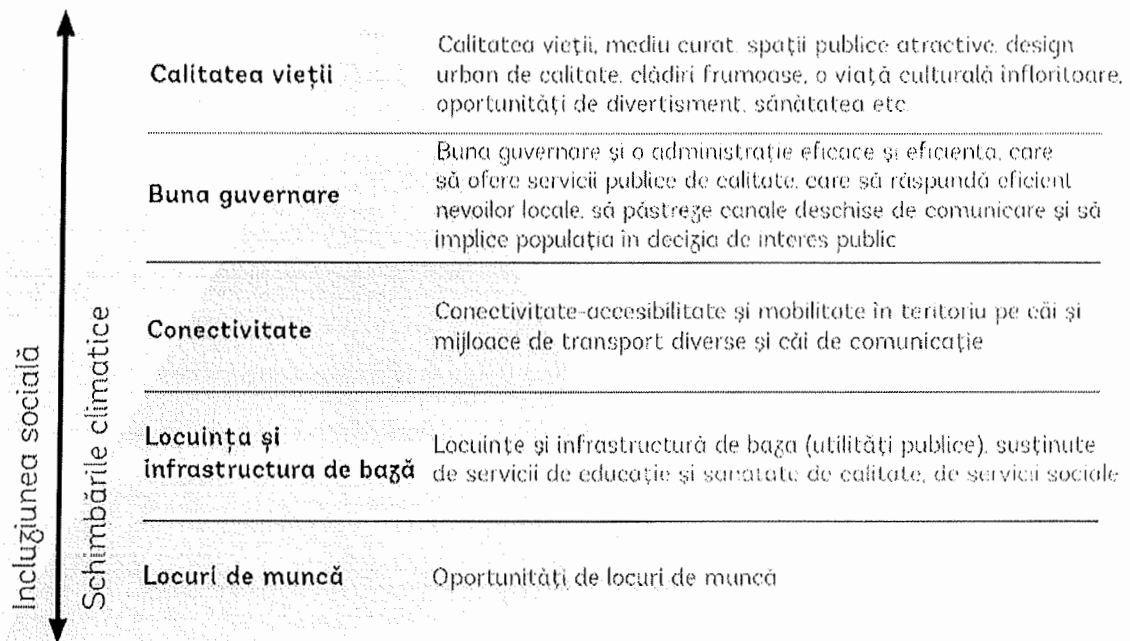 Calitatea vieții
Calitatea vieții, mediu curat, spații publice atractive, design
urban de calitate, clădiri frumoase, o viață culturală înfloritoare,
oportunități de divertisment, sănătatea etc
Buna guvernare
Buna guvernare și o administrație eficace și eficienta, care
să ofere servicii publice de calitate, care să răspundă eficient
nevoilor locale, să păstreze canale deschise de comunicare și să
implice populația în decizia de interes public
Conectivitate
Conectivitate-accesibilitate și mobilitate în teritoriu pe căi și
mijloace de transport diverse și căi de comunicație
Locuința și
infrastructura de bază
Locuințe și infrastructură de baza (utilități publice), susținute
de servicii de educație și sanatate de calitate, de servicii sociale
Locuri de muncă
Oportunități de locuri de muncă
Incluziunea socială
Schimbările climatice